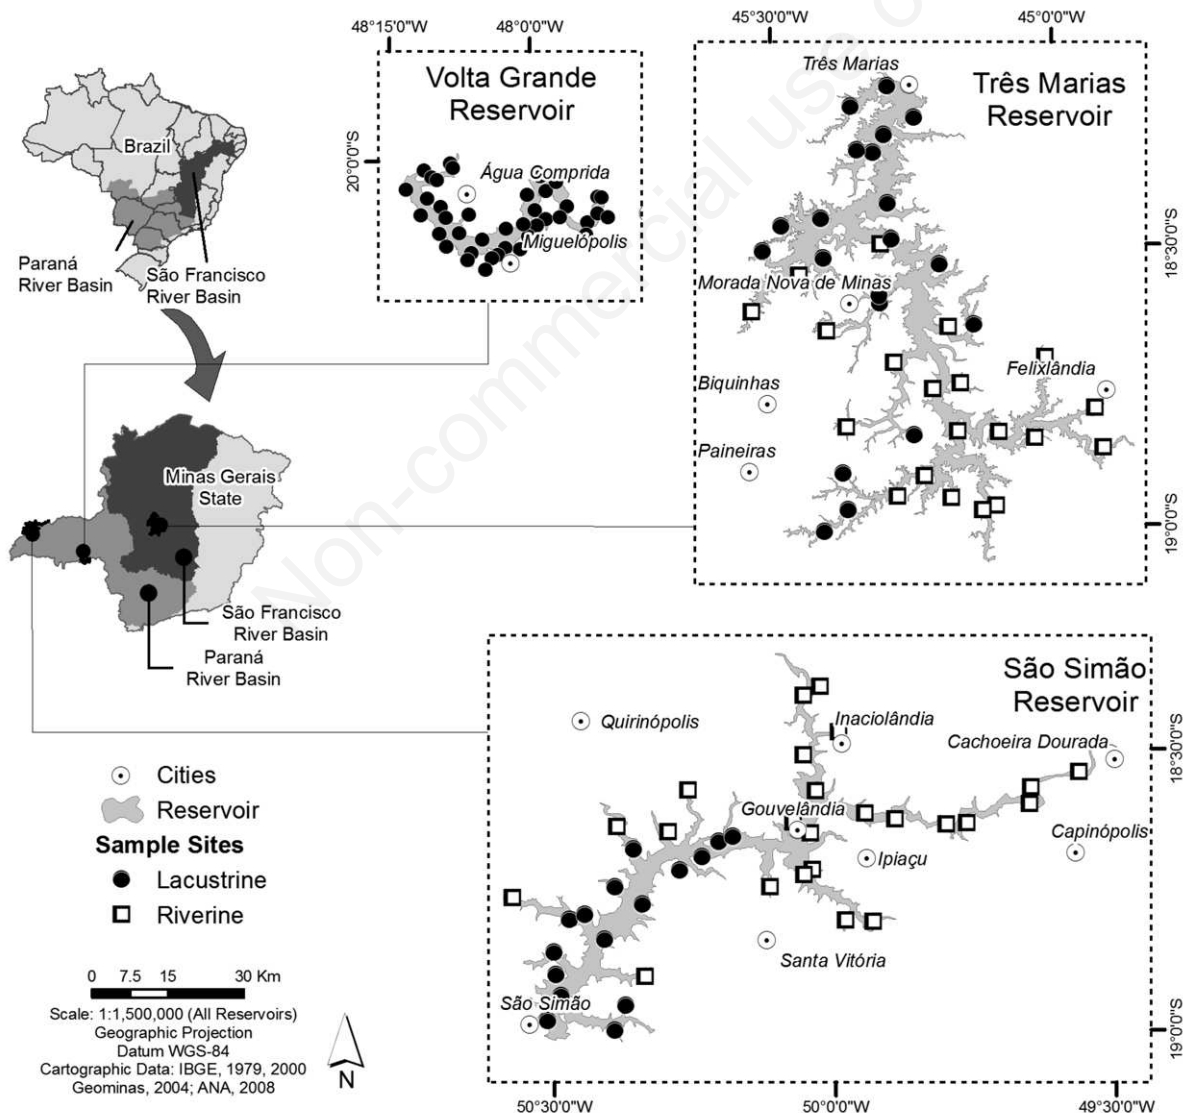 48°15'0"W
48°0'0"W
45°30'0"W
45°0'0"W
Non-commercial use o
Volta Grande
Reservoir
20°0'0"S
Água Comprida
Miguelópolis
Três Marias
Três Marias
Reservoir
18°30'0"S
Morada Nova de Minas
Biquinhas
Felixlândia
Paineiras
19°0'0"S
Brazil
Paraná
River Basin
São Francisco
River Basin
Minas Gerais
State
São Francisco
River Basin
Paraná
River Basin
São Simão
Reservoir
Quirinópolis
Inaciolândia
Cachoeira Dourada
18°30'0"S
Gouvelândia
Ipiaçu
Capinópolis
Santa Vitória
São Simão
19°0'0"S
50°30'0"W
50°0'0"W
49°30'0"W
Cities
Reservoir
Sample Sites
Lacustrine
Riverine
0 7.5 15 30 Km
Scale: 1:1,500,000 (All Reservoirs)
Geographic Projection
Datum WGS-84
Cartographic Data: IBGE, 1979, 2000
Geominas, 2004; ANA, 2008
N